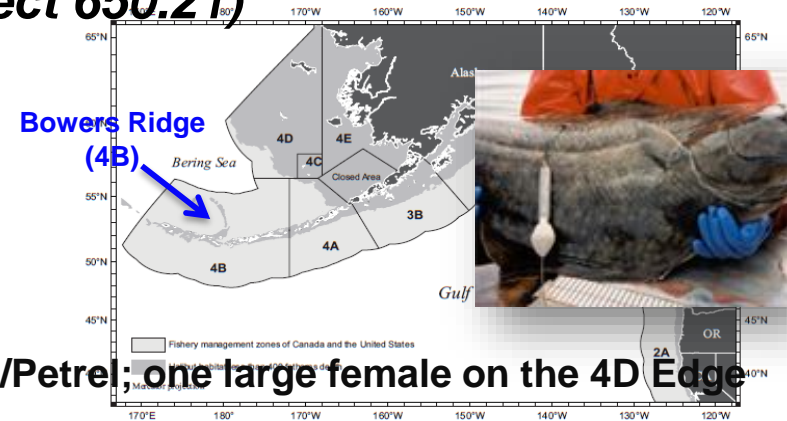 ect 650.21)
180° 170°W 160°W 150°W 140°W 130°W 120°W
65°N 65°N
Bowers Ridge
(4B)
Bering Sea
4D
4E
4C
Closed Area
55°N
3B
4A
4B
50°N
Gulf
45°N 45°N
OR
Fishery management zones of Canada and the United States
2A
/Petrel; one large female on the 4D Edge
40°N
170°E 180° 170°W 160°W 150°W 140°W 130°W 120°W